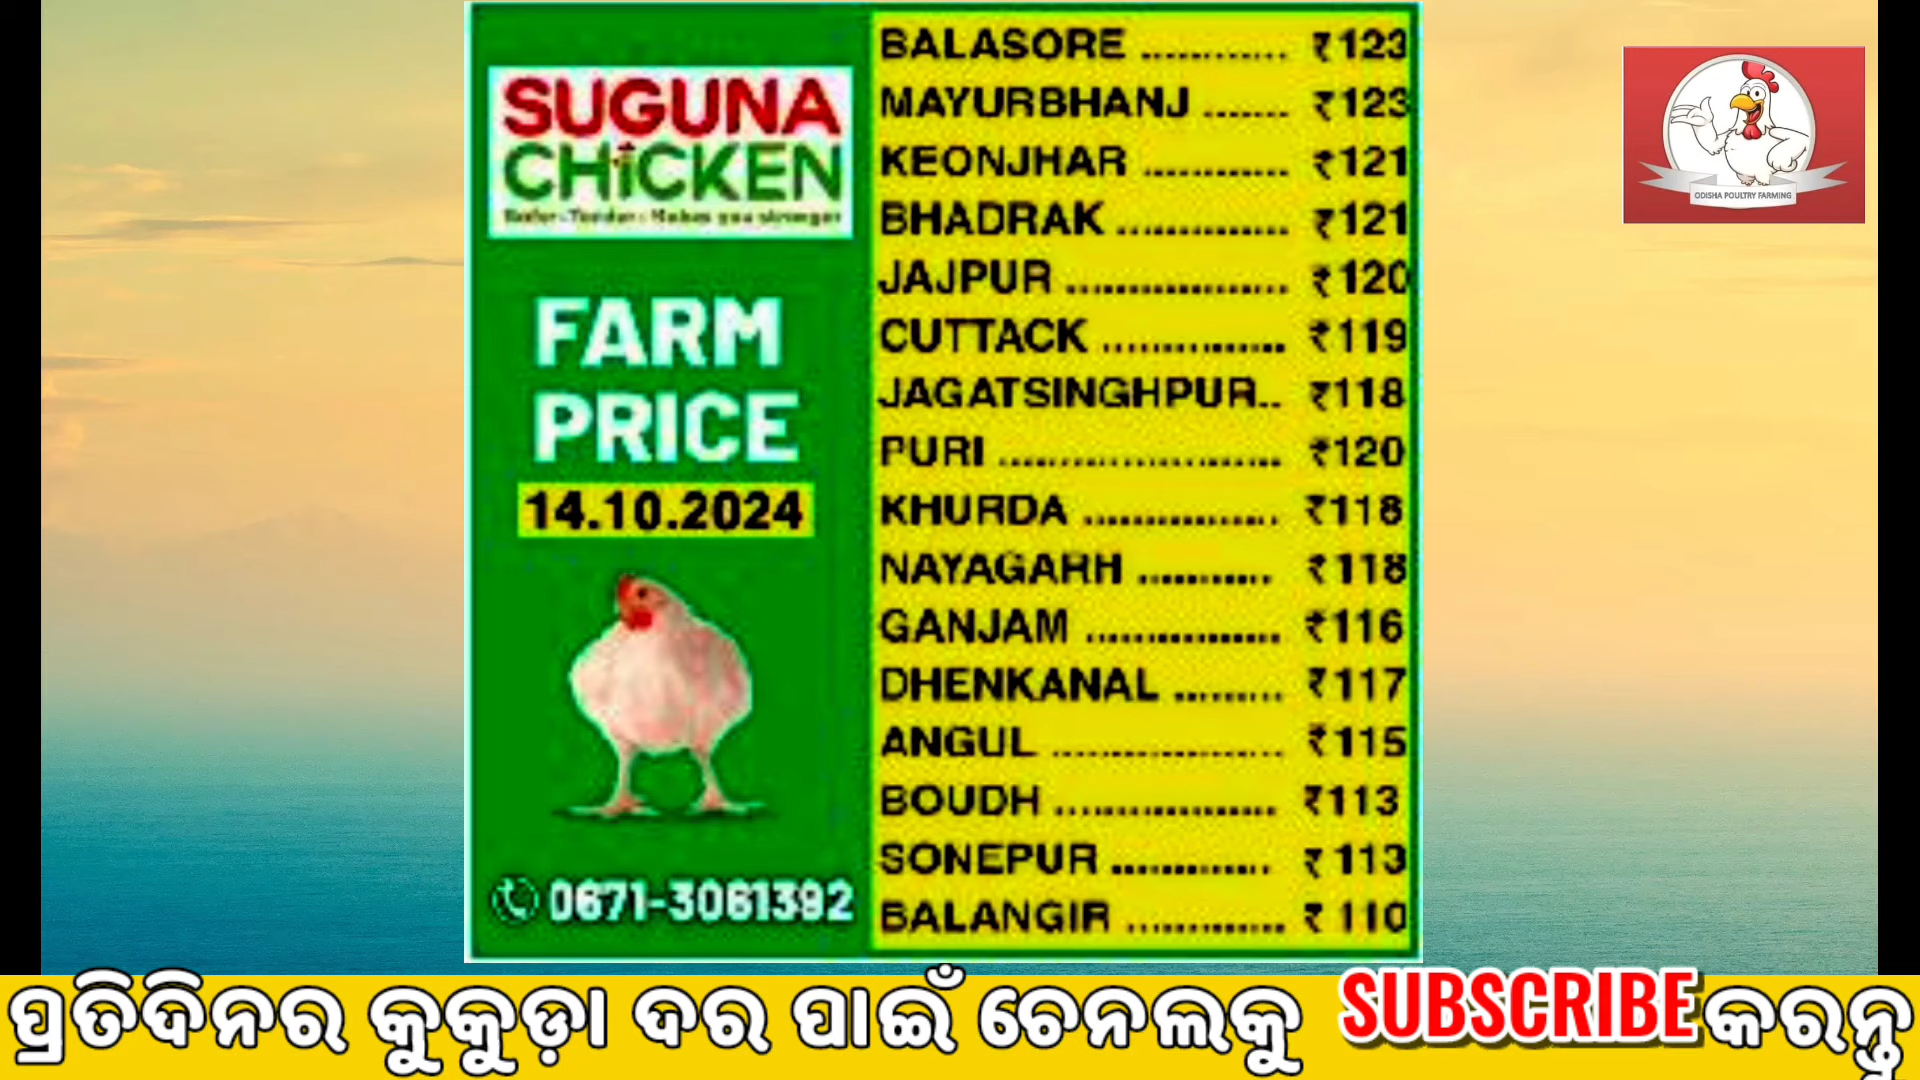 SUGUNA
CHICKEN
FARM
PRICE
14.10.2024
0671-3061392
BALASORE ............ ₹123
MAYURBHANJ ....... ₹123
KEONJHAR ............ ₹121
BHADRAK .............. ₹121
JAJPUR .................. ₹120
CUTTACK ............... ₹119
JAGATSINGHPUR.. ₹118
PURI ....................... ₹120
KHURDA ................ ₹118
NAYAGARH ........... ₹118
GANJAM ................ ₹116
DHENKANAL ......... ₹117
ANGUL ................... ₹115
BOUDH .................. ₹113
SONEPUR ............. ₹113
BALANGIR ............. ₹110
ODISHA POULTRY FARMING
ପ୍ରତିଦିନର କୁକୁଡ଼ା ଦର ପାଇଁ ଚେନଲକୁ SUBSCRIBE କରନ୍ତୁ